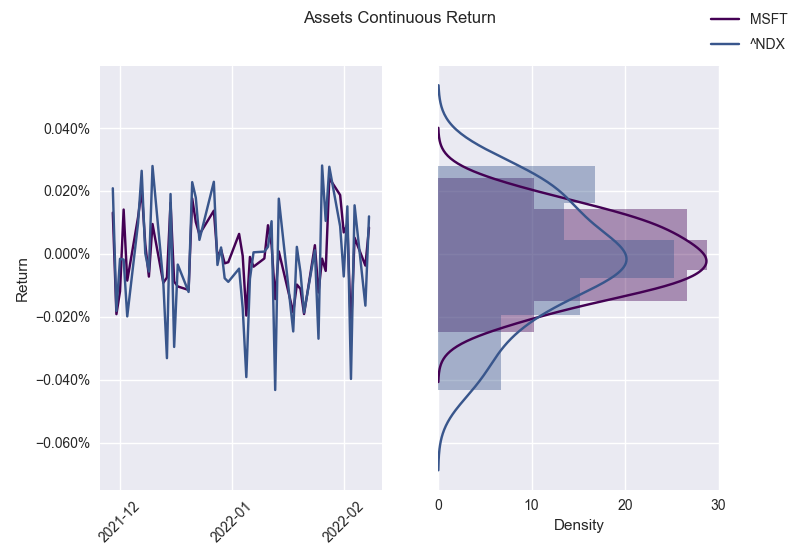 Assets Continuous Return
MSFT
^NDX
Return
0.040%
0.020%
0.000%
−0.020%
−0.040%
−0.060%
2021-12
2022-01
2022-02
0
10
20
30
Density